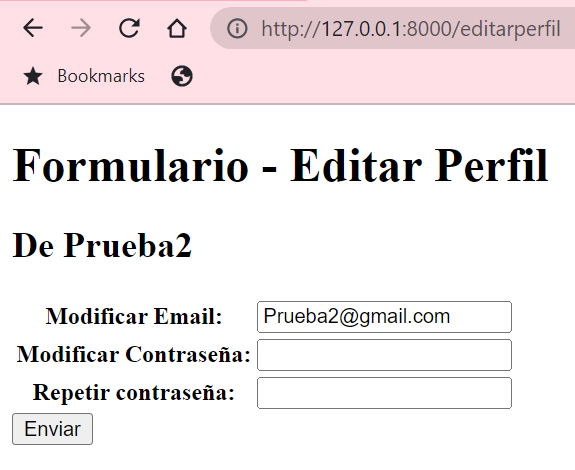 http://127.0.0.1:8000/editarperfil
Bookmarks
Formulario - Editar Perfil
De Prueba2
Modificar Email: Prueba2@gmail.com
Modificar Contraseña:
Repetir contraseña:
Enviar